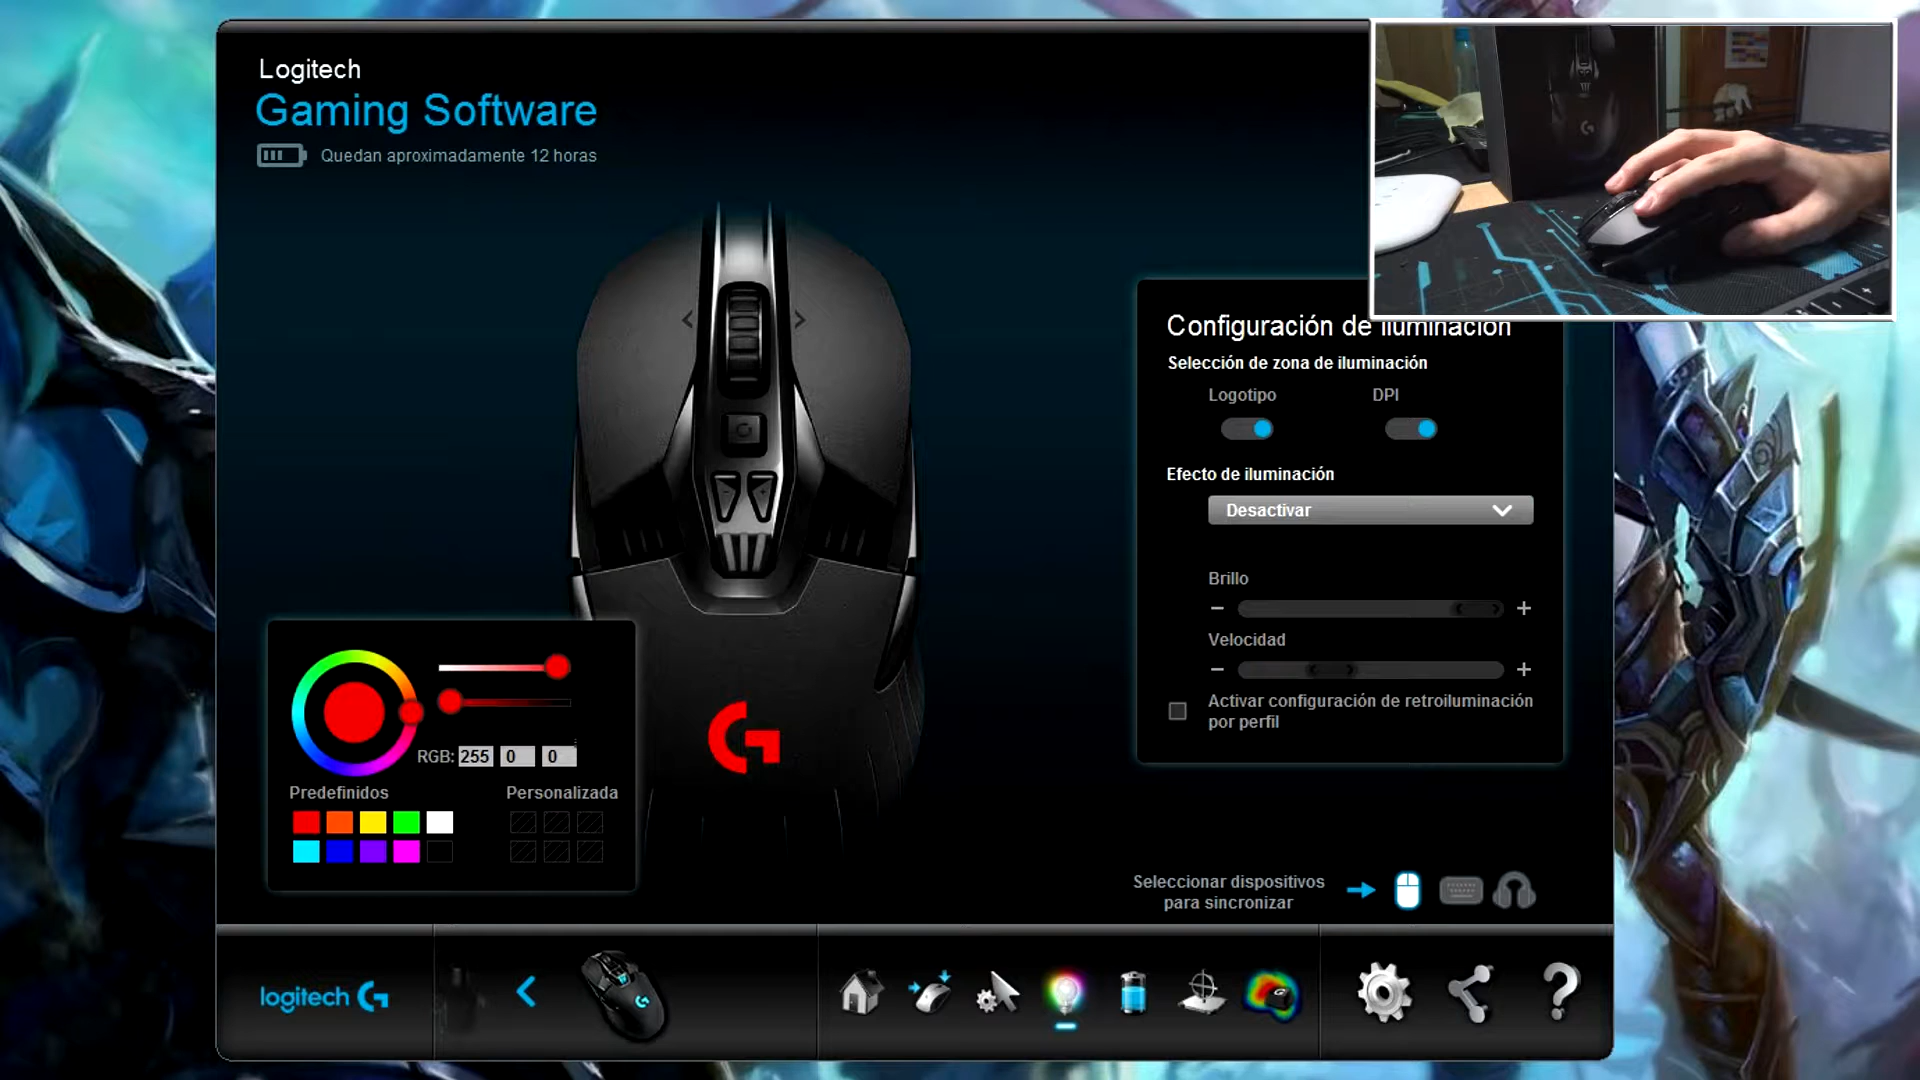 Logitech
Gaming Software
Quedan aproximadamente 12 horas
Configuración de iluminación
Selección de zona de iluminación
Logotipo DPI
Efecto de iluminación
Desactivar
Brillo
Velocidad
Activar configuración de retroiluminación
por perfil
RGB: 255 0 0
Predefinidos Personalizada
Seleccionar dispositivos
para sincronizar
logitech G